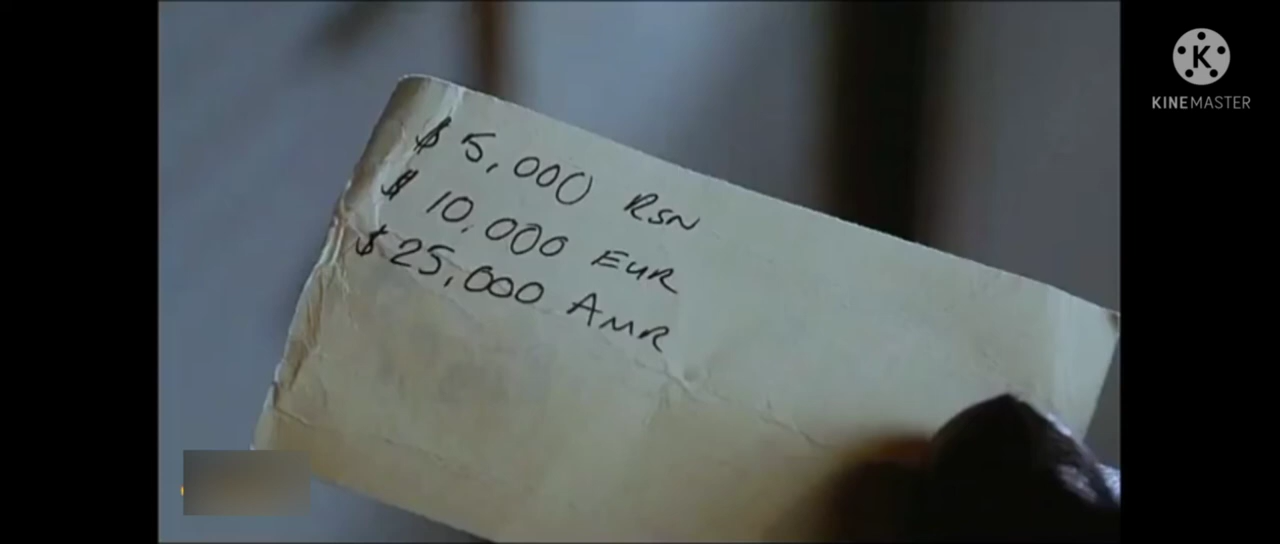 $ 5,000 RSN
$ 10,000 EUR
$ 25,000 AMR
KINEMASTER